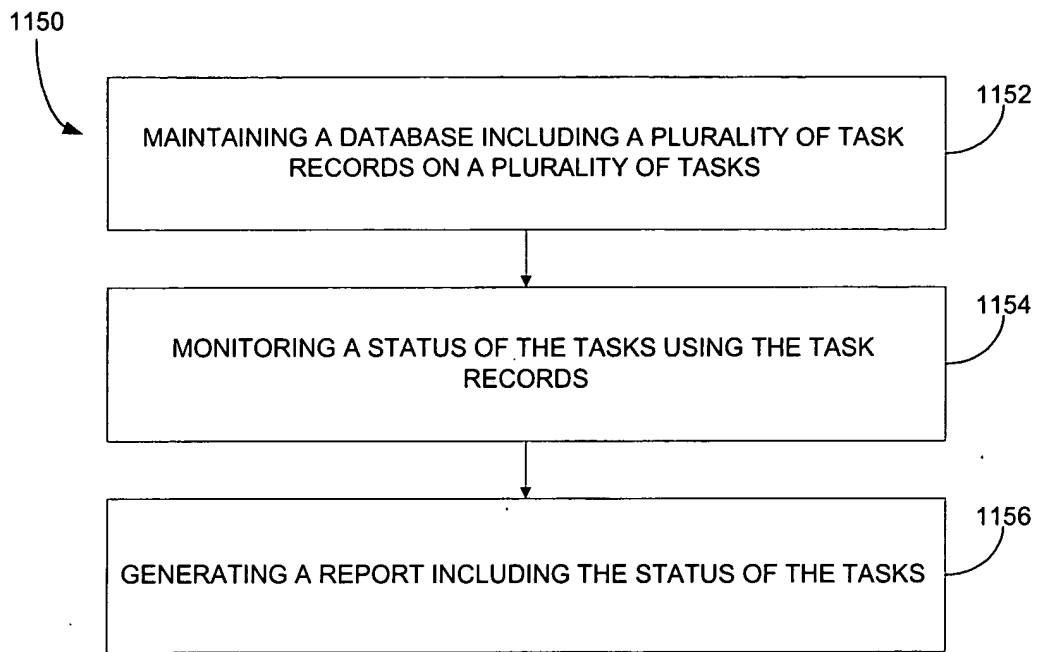 1150
1152
MAINTAINING A DATABASE INCLUDING A PLURALITY OF TASK
RECORDS ON A PLURALITY OF TASKS
1154
MONITORING A STATUS OF THE TASKS USING THE TASK
RECORDS
1156
GENERATING A REPORT INCLUDING THE STATUS OF THE TASKS